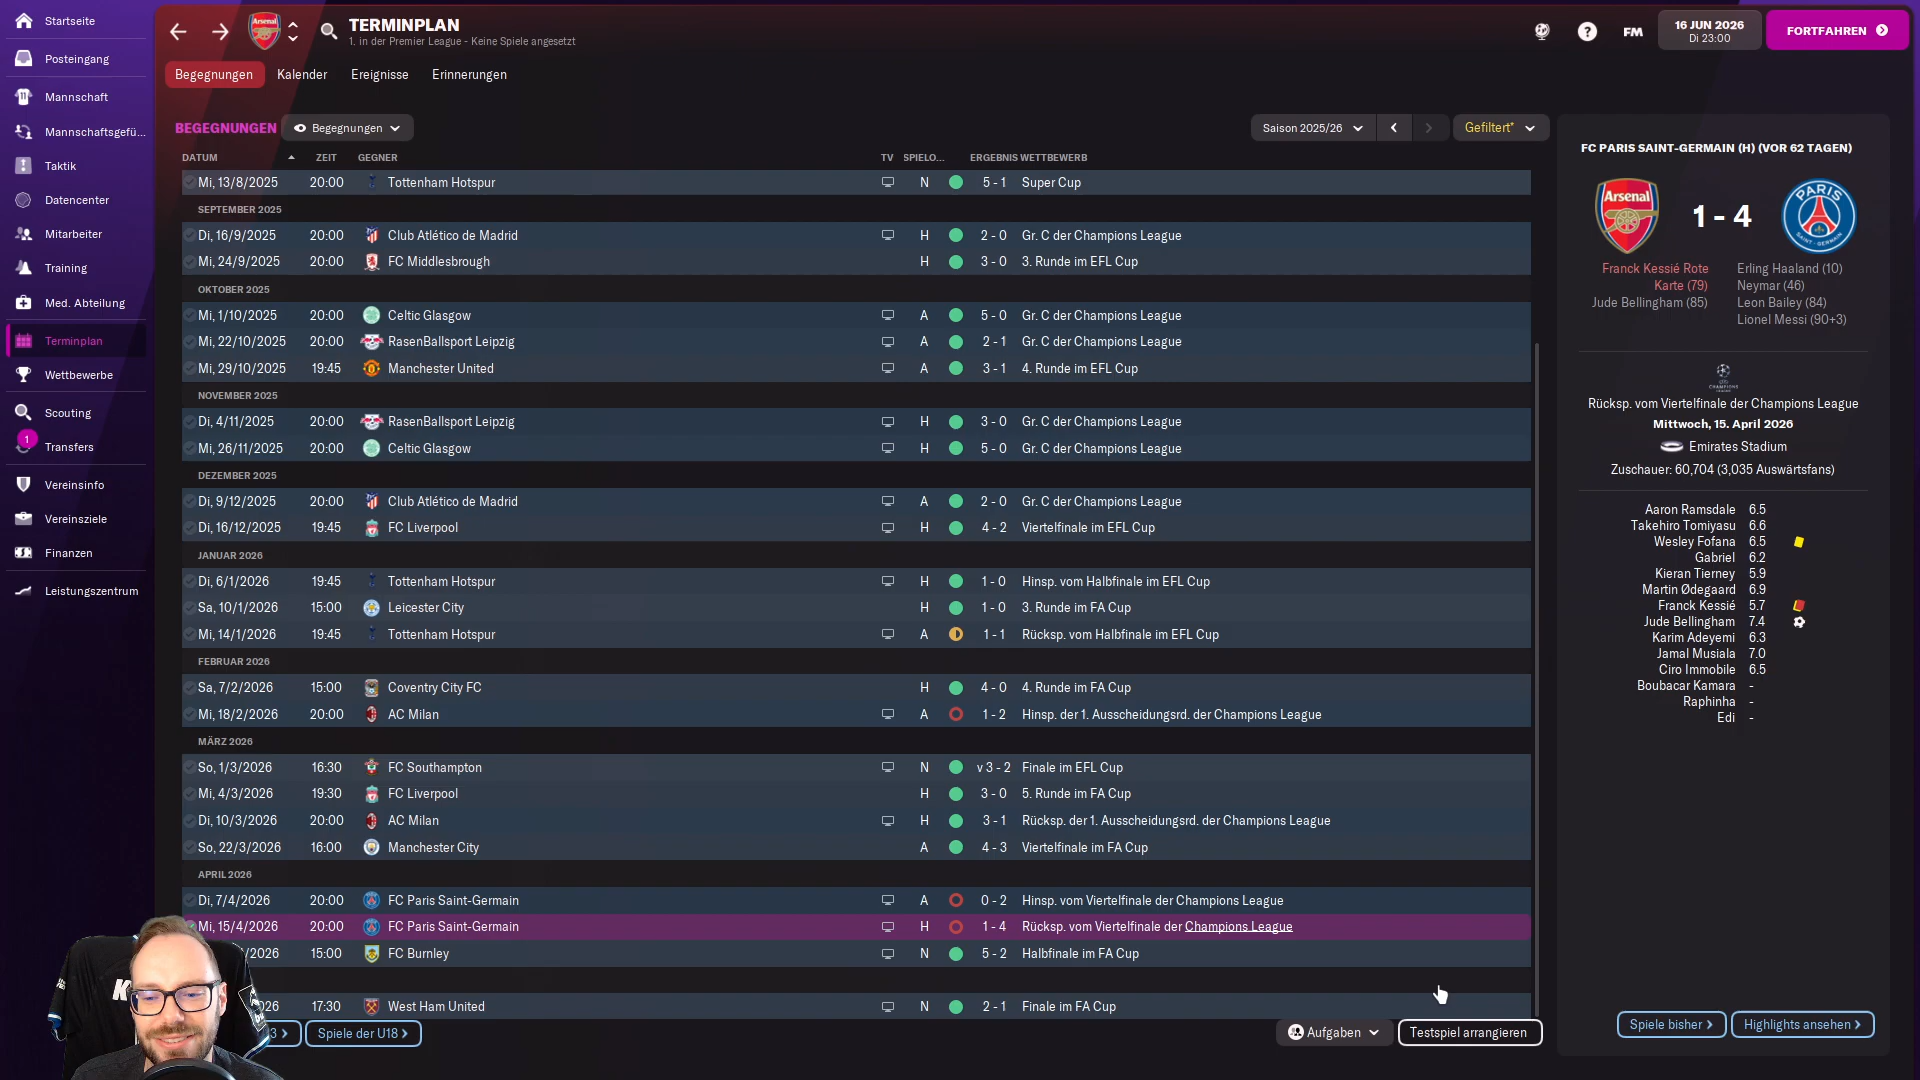 Startseite
Posteingang
Mannschaft
Mannschaftsgefü...
Taktik
Datencenter
Mitarbeiter
Training
Med. Abteilung
Terminplan
Wettbewerbe
Scouting
1
Transfers
Vereinsinfo
Vereinsziele
Finanzen
Leistungszentrum
Arsenal
TERMINPLAN
1. in der Premier League - Keine Spiele angesetzt
?
FM
16 JUN 2026
Di 23:00
FORTFAHREN
Begegnungen Kalender Ereignisse Erinnerungen
BEGEGNUNGEN Begegnungen
Saison 2025/26 Gefiltert*
DATUM ZEIT GEGNER TV SPIELO... ERGEBNIS WETTBEWERB
Mi, 13/8/2025 20:00 Tottenham Hotspur N 5 - 1 Super Cup
SEPTEMBER 2025
Di, 16/9/2025 20:00 Club Atlético de Madrid H 2 - 0 Gr. C der Champions League
Mi, 24/9/2025 20:00 FC Middlesbrough H 3 - 0 3. Runde im EFL Cup
OKTOBER 2025
Mi, 1/10/2025 20:00 Celtic Glasgow A 5 - 0 Gr. C der Champions League
Mi, 22/10/2025 20:00 RasenBallsport Leipzig A 2 - 1 Gr. C der Champions League
Mi, 29/10/2025 19:45 Manchester United A 3 - 1 4. Runde im EFL Cup
NOVEMBER 2025
Di, 4/11/2025 20:00 RasenBallsport Leipzig H 3 - 0 Gr. C der Champions League
Mi, 26/11/2025 20:00 Celtic Glasgow H 5 - 0 Gr. C der Champions League
DEZEMBER 2025
Di, 9/12/2025 20:00 Club Atlético de Madrid A 2 - 0 Gr. C der Champions League
Di, 16/12/2025 19:45 FC Liverpool H 4 - 2 Viertelfinale im EFL Cup
JANUAR 2026
Di, 6/1/2026 19:45 Tottenham Hotspur H 1 - 0 Hinsp. vom Halbfinale im EFL Cup
Sa, 10/1/2026 15:00 Leicester City H 1 - 0 3. Runde im FA Cup
Mi, 14/1/2026 19:45 Tottenham Hotspur A 1 - 1 Rücksp. vom Halbfinale im EFL Cup
FEBRUAR 2026
Sa, 7/2/2026 15:00 Coventry City FC H 4 - 0 4. Runde im FA Cup
Mi, 18/2/2026 20:00 AC Milan A 1 - 2 Hinsp. der 1. Ausscheidungsrd. der Champions League
MÄRZ 2026
So, 1/3/2026 16:30 FC Southampton N v 3 - 2 Finale im EFL Cup
Mi, 4/3/2026 19:30 FC Liverpool H 3 - 0 5. Runde im FA Cup
Di, 10/3/2026 20:00 AC Milan H 3 - 1 Rücksp. der 1. Ausscheidungsrd. der Champions League
So, 22/3/2026 16:00 Manchester City A 4 - 3 Viertelfinale im FA Cup
APRIL 2026
Di, 7/4/2026 20:00 FC Paris Saint-Germain A 0 - 2 Hinsp. vom Viertelfinale der Champions League
Mi, 15/4/2026 20:00 FC Paris Saint-Germain H 1 - 4 Rücksp. vom Viertelfinale der Champions League
/2026 15:00 FC Burnley N 5 - 2 Halbfinale im FA Cup
026 17:30 West Ham United N 2 - 1 Finale im FA Cup
3 Spiele der U18
Aufgaben Testspiel arrangieren
FC PARIS SAINT-GERMAIN (H) (VOR 62 TAGEN)
Arsenal 1 - 4 PARIS
SAINT-GERMAIN
Franck Kessié Rote
Karte (79)
Jude Bellingham (85)
Erling Haaland (10)
Neymar (46)
Leon Bailey (84)
Lionel Messi (90+3)
CHAMPIONS
Rücksp. vom Viertelfinale der Champions League
Mittwoch, 15. April 2026
Emirates Stadium
Zuschauer: 60,704 (3,035 Auswärtsfans)
Aaron Ramsdale 6.5
Takehiro Tomiyasu 6.6
Wesley Fofana 6.5
Gabriel 6.2
Kieran Tierney 5.9
Martin Ødegaard 6.9
Franck Kessié 5.7
Jude Bellingham 7.4
Karim Adeyemi 6.3
Jamal Musiala 7.0
Ciro Immobile 6.5
Boubacar Kamara -
Raphinha -
Edi -
Spiele bisher Highlights ansehen